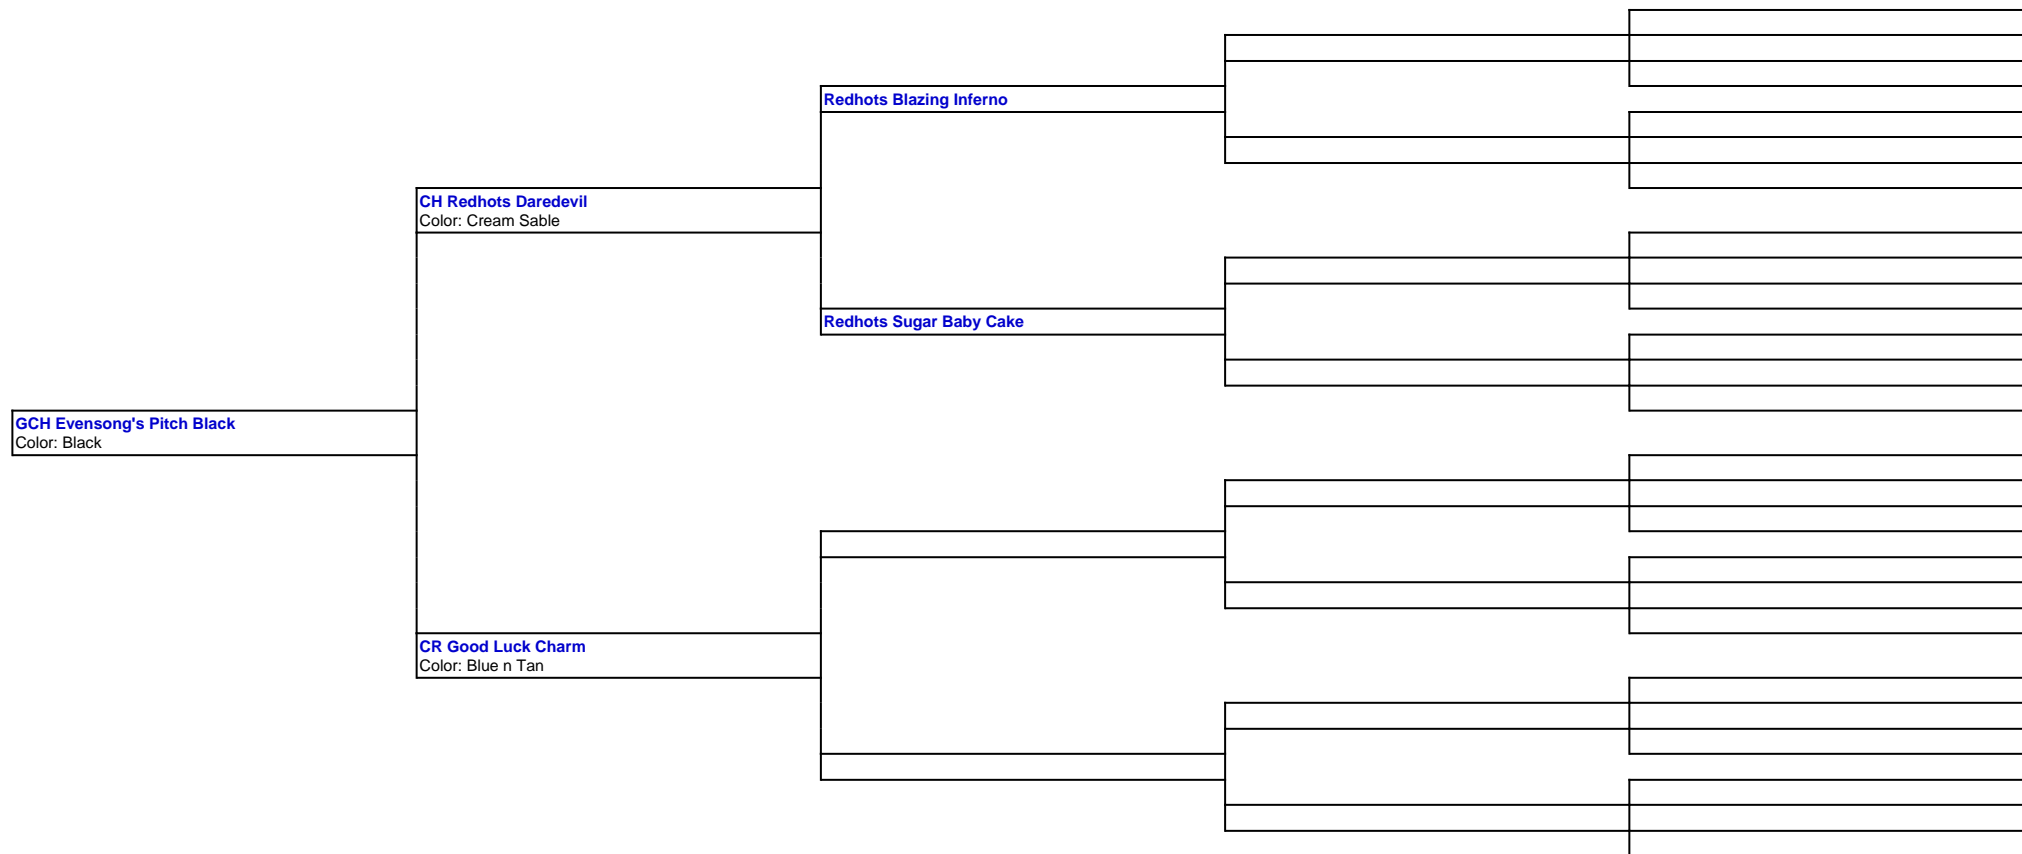 Redhots Blazing Inferno
CH Redhots Daredevil
Color: Cream Sable
Redhots Sugar Baby Cake
GCH Evensong's Pitch Black
Color: Black
CR Good Luck Charm
Color: Blue n Tan